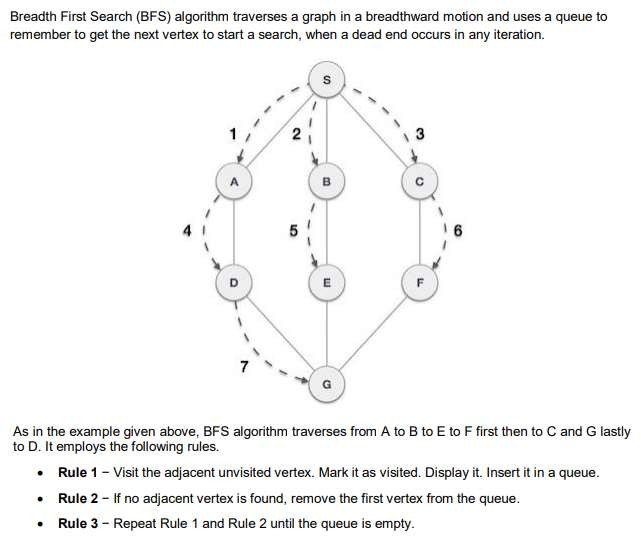 Breadth First Search (BFS) algorithm traverses a graph in a breadthward motion and uses a queue to
remember to get the next vertex to start a search, when a dead end occurs in any iteration.
S
1
2
3
A
B
C
4
5
6
D
E
F
7
G
As in the example given above, BFS algorithm traverses from A to B to E to F first then to C and G lastly
to D. It employs the following rules.
• Rule 1 − Visit the adjacent unvisited vertex. Mark it as visited. Display it. Insert it in a queue.
• Rule 2 − If no adjacent vertex is found, remove the first vertex from the queue.
• Rule 3 − Repeat Rule 1 and Rule 2 until the queue is empty.